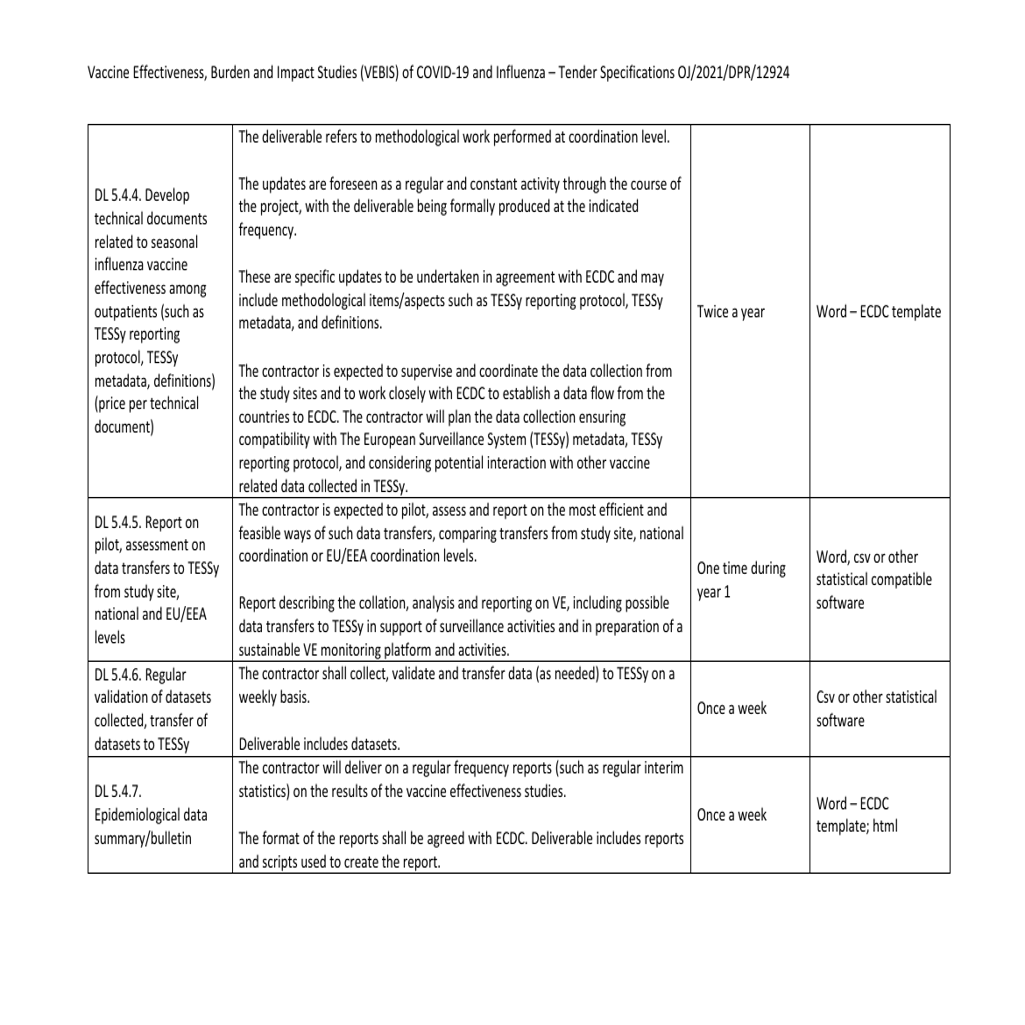 Vaccine Effectiveness, Burden and Impact Studies (VEBIS) of COVID-19 and Influenza – Tender Specifications OJ/2021/DPR/12924
DL 5.4.4. Develop
technical documents
related to seasonal
influenza vaccine
effectiveness among
outpatients (such as
TESSy reporting
protocol, TESSy
metadata, definitions)
(price per technical
document)
The deliverable refers to methodological work performed at coordination level.
The updates are foreseen as a regular and constant activity through the course of
the project, with the deliverable being formally produced at the indicated
frequency.
These are specific updates to be undertaken in agreement with ECDC and may
include methodological items/aspects such as TESSy reporting protocol, TESSy
metadata, and definitions.
The contractor is expected to supervise and coordinate the data collection from
the study sites and to work closely with ECDC to establish a data flow from the
countries to ECDC. The contractor will plan the data collection ensuring
compatibility with The European Surveillance System (TESSy) metadata, TESSy
reporting protocol, and considering potential interaction with other vaccine
related data collected in TESSy.
Twice a year
Word – ECDC template
DL 5.4.5. Report on
pilot, assessment on
data transfers to TESSy
from study site,
national and EU/EEA
levels
The contractor is expected to pilot, assess and report on the most efficient and
feasible ways of such data transfers, comparing transfers from study site, national
coordination or EU/EEA coordination levels.
Report describing the collation, analysis and reporting on VE, including possible
data transfers to TESSy in support of surveillance activities and in preparation of a
sustainable VE monitoring platform and activities.
One time during
year 1
Word, csv or other
statistical compatible
software
DL 5.4.6. Regular
validation of datasets
collected, transfer of
datasets to TESSy
The contractor shall collect, validate and transfer data (as needed) to TESSy on a
weekly basis.
Deliverable includes datasets.
Once a week
Csv or other statistical
software
DL 5.4.7.
Epidemiological data
summary/bulletin
The contractor will deliver on a regular frequency reports (such as regular interim
statistics) on the results of the vaccine effectiveness studies.
The format of the reports shall be agreed with ECDC. Deliverable includes reports
and scripts used to create the report.
Once a week
Word – ECDC
template; html